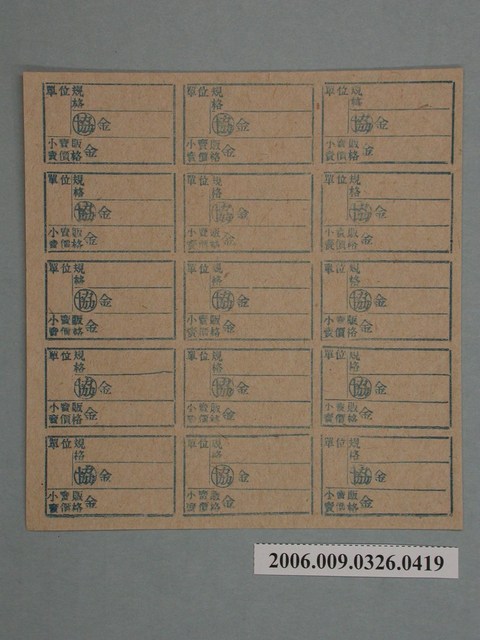 單位規
格
協金
小賣販
賣價格金
單位規
格
協金
小賣販
賣價格金
單位規
格
協金
小賣販
賣價格金
單位規
格
協金
小賣販
賣價格金
單位規
格
協金
小賣販
賣價格金
單位規
格
協金
小賣販
賣價格金
單位規
格
協金
小賣販
賣價格金
單位規
格
協金
小賣販
賣價格金
單位規
格
協金
小賣販
賣價格金
單位規
格
協金
小賣販
賣價格金
單位規
格
協金
小賣販
賣價格金
單位規
格
協金
小賣販
賣價格金
單位規
格
協金
小賣販
賣價格金
單位規
格
協金
小賣販
賣價格金
單位規
格
協金
小賣販
賣價格金
2006.009.0326.0419